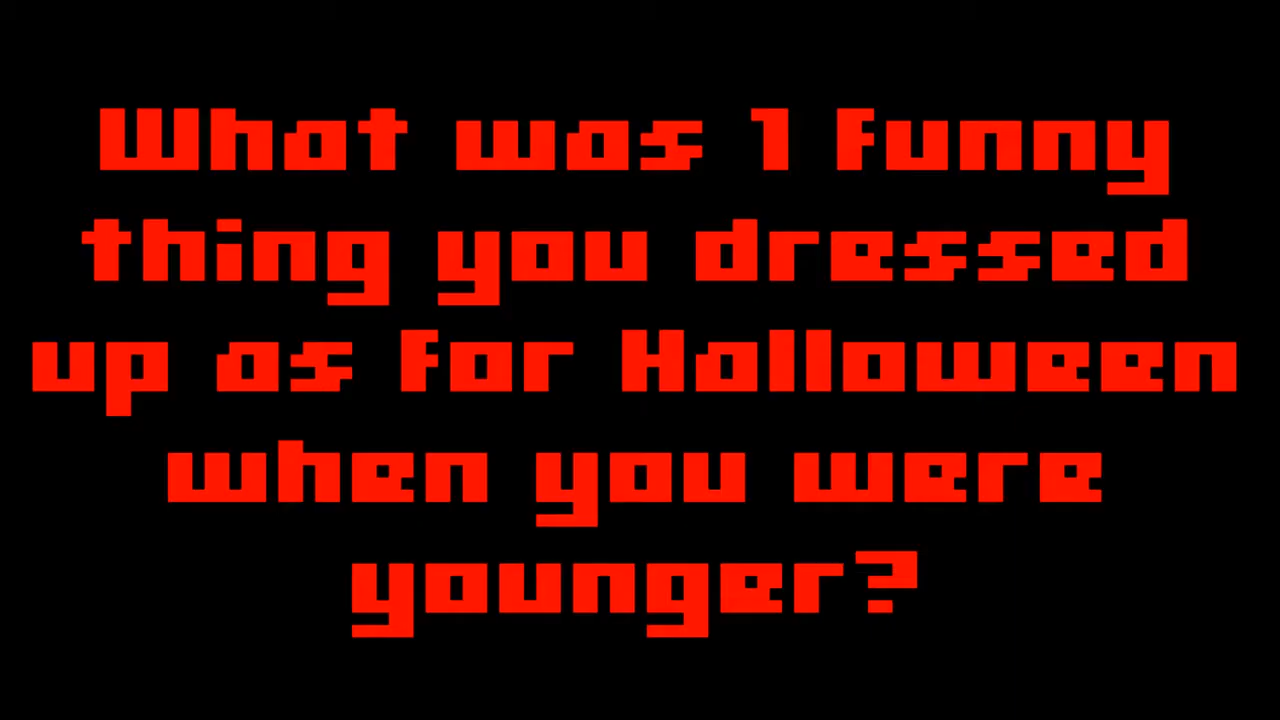 What was 1 funny
thing you dressed
up as for Halloween
when you were
younger?